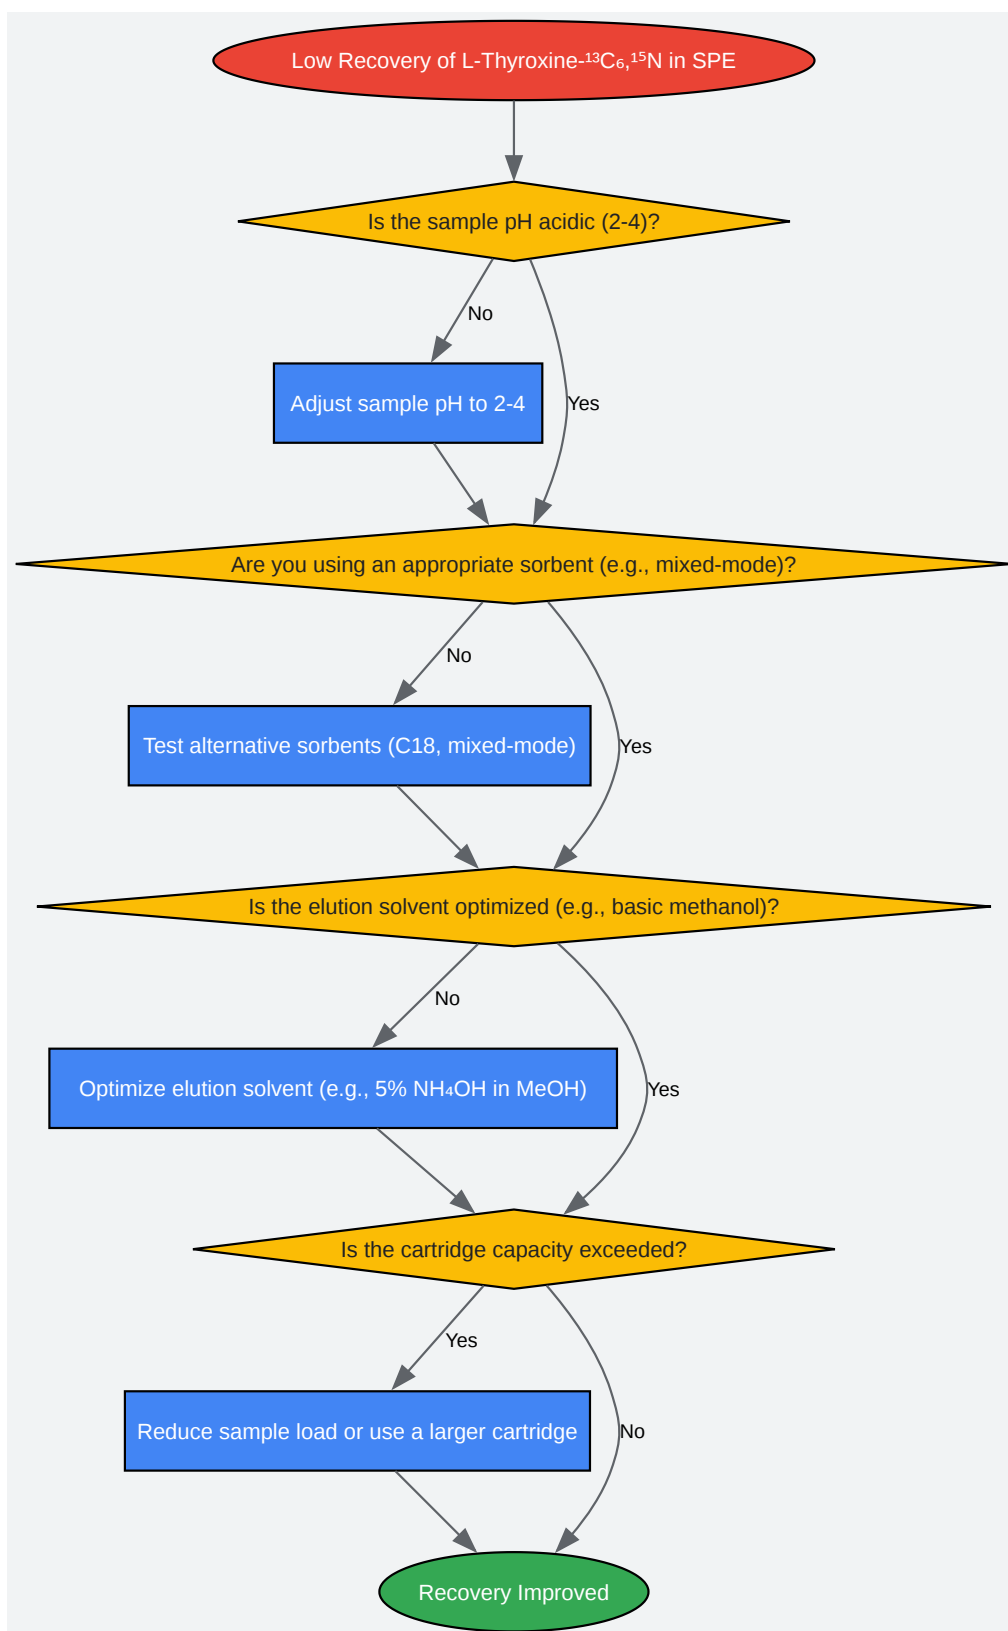 Low Recovery of L-Thyroxine-¹³C₆,¹⁵N in SPE
Is the sample pH acidic (2-4)?
No
Adjust sample pH to 2-4
Yes
Are you using an appropriate sorbent (e.g., mixed-mode)?
No
Test alternative sorbents (C18, mixed-mode)
Yes
Is the elution solvent optimized (e.g., basic methanol)?
No
Optimize elution solvent (e.g., 5% NH₄OH in MeOH)
Yes
Is the cartridge capacity exceeded?
Yes
Reduce sample load or use a larger cartridge
No
Recovery Improved